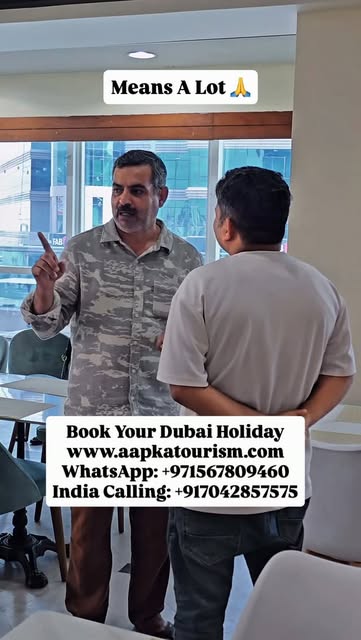 Means A Lot 🙏
Book Your Dubai Holiday
www.aapkatourism.com
WhatsApp: +971567809460
India Calling: +917042857575